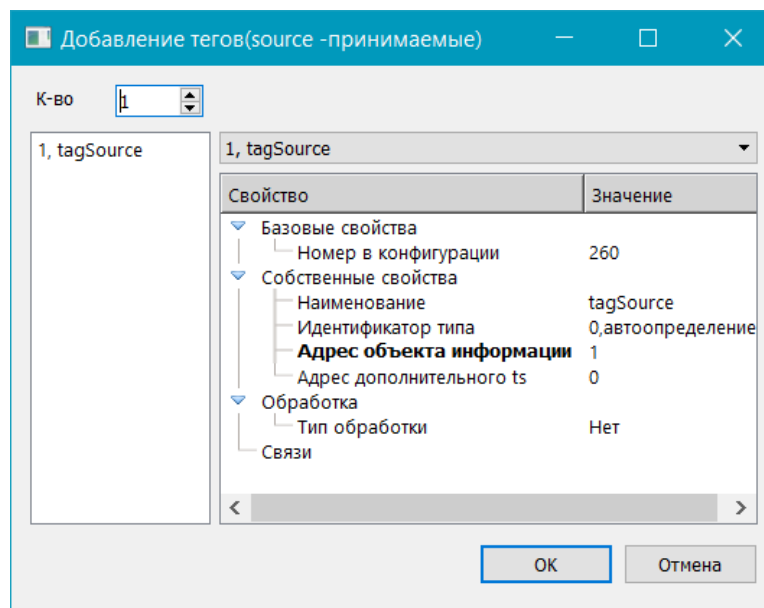 Добавление тегов(source -принимаемые)
К-во 1
1, tagSource
1, tagSource
Свойство Значение
Базовые свойства
Номер в конфигурации 260
Собственные свойства
Наименование tagSource
Идентификатор типа 0,автоопределение
Адрес объекта информации 1
Адрес дополнительного ts 0
Обработка
Тип обработки Нет
Связи
OK Отмена